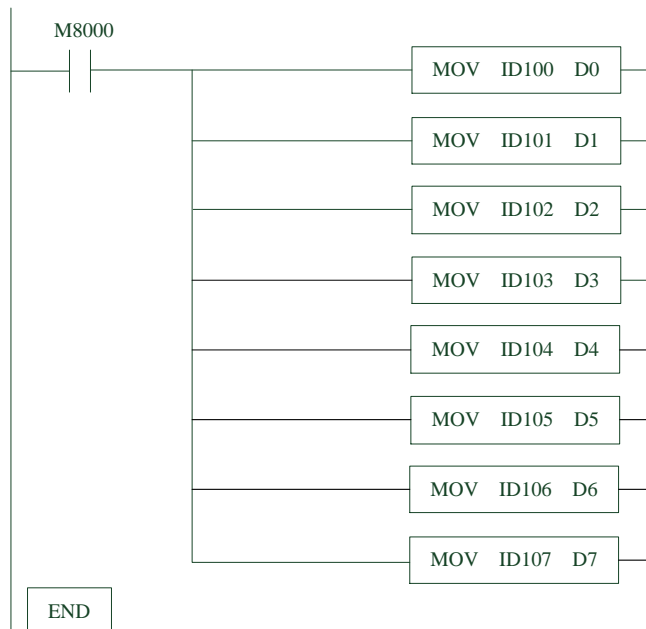 M8000
MOV ID100 D0
MOV ID101 D1
MOV ID102 D2
MOV ID103 D3
MOV ID104 D4
MOV ID105 D5
MOV ID106 D6
MOV ID107 D7
END